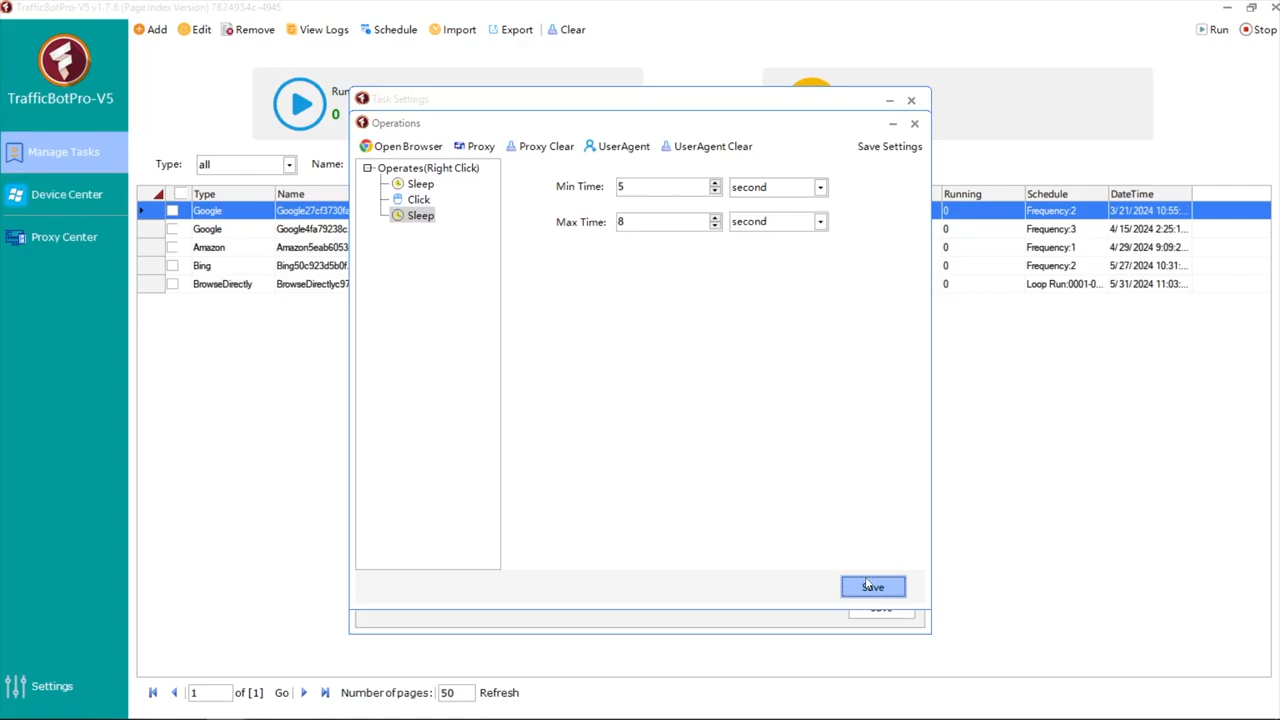 TrafficBotPro-V5 v1.7.6 (Page Index Version) 7624954c-4945
Add Edit Remove View Logs Schedule Import Export Clear Run Stop
TrafficBotPro-V5
Manage Tasks
Device Center
Proxy Center
Settings
0
Type: all Name:
Type Name Running Schedule DateTime
Google Google27cf3730fa 0 Frequency:2 3/21/2024 10:55:...
Google Google4fa79238c 0 Frequency:3 4/15/2024 2:25:1...
Amazon Amazon5eab6053 0 Frequency:1 4/29/2024 9:09:2...
Bing Bing50c923d5b0f 0 Frequency:2 5/27/2024 10:31:...
BrowseDirectly BrowseDirectlyc97 0 Loop Run:0001-0... 5/31/2024 11:03:...
Task Settings
Operations
Open Browser Proxy Proxy Clear UserAgent UserAgent Clear Save Settings
Operates(Right Click)
Sleep
Click
Sleep
Min Time: 5 second
Max Time: 8 second
Save
1 of [1] Go Number of pages: 50 Refresh